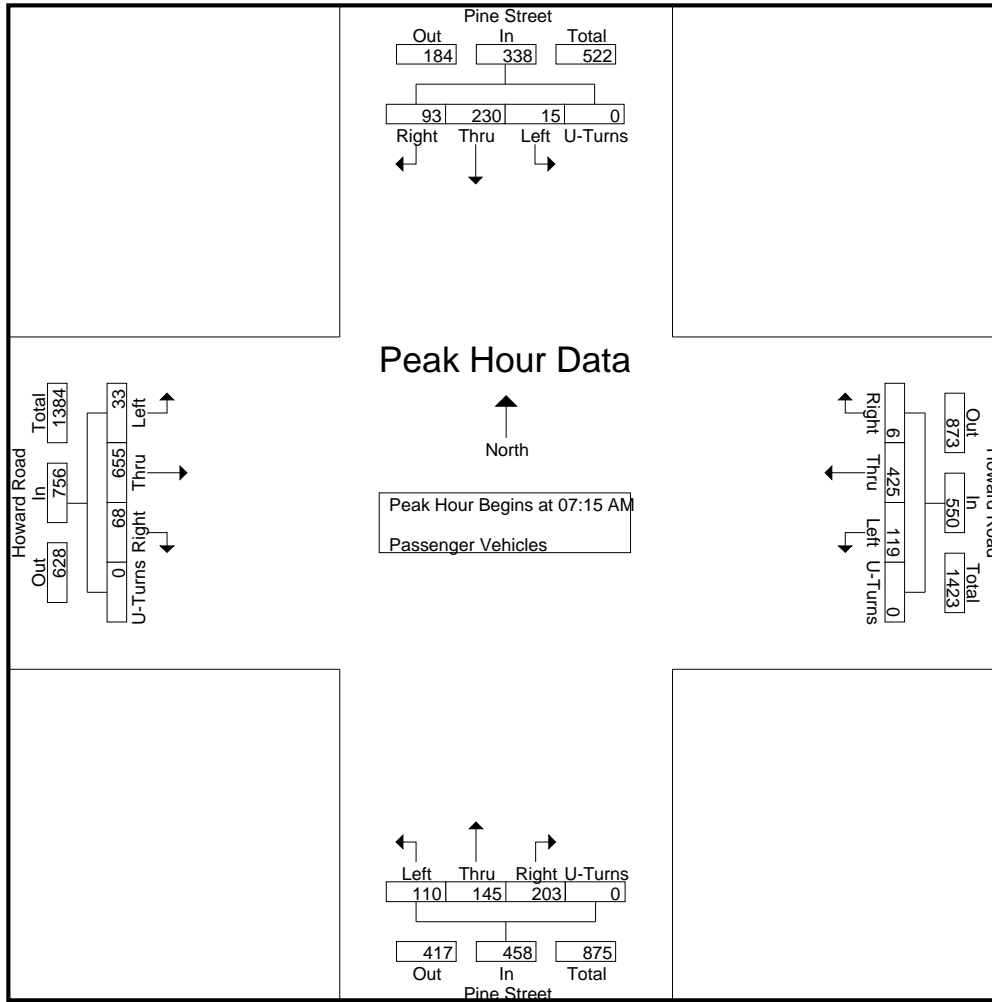 Pine Street
Out In Total
184 338 522
93 230 15 0
Right Thru Left U-Turns
Peak Hour Data
North
Peak Hour Begins at 07:15 AM
Passenger Vehicles
Howard Road
Total In Out
1384 756 628
33 655 68 0
Left Thru Right U-Turns
Right Thru Left U-Turns
6 425 119 0
Out In Total
873 550 1423
Howard Road
Left Thru Right U-Turns
110 145 203 0
417 458 875
Out In Total
Pine Street